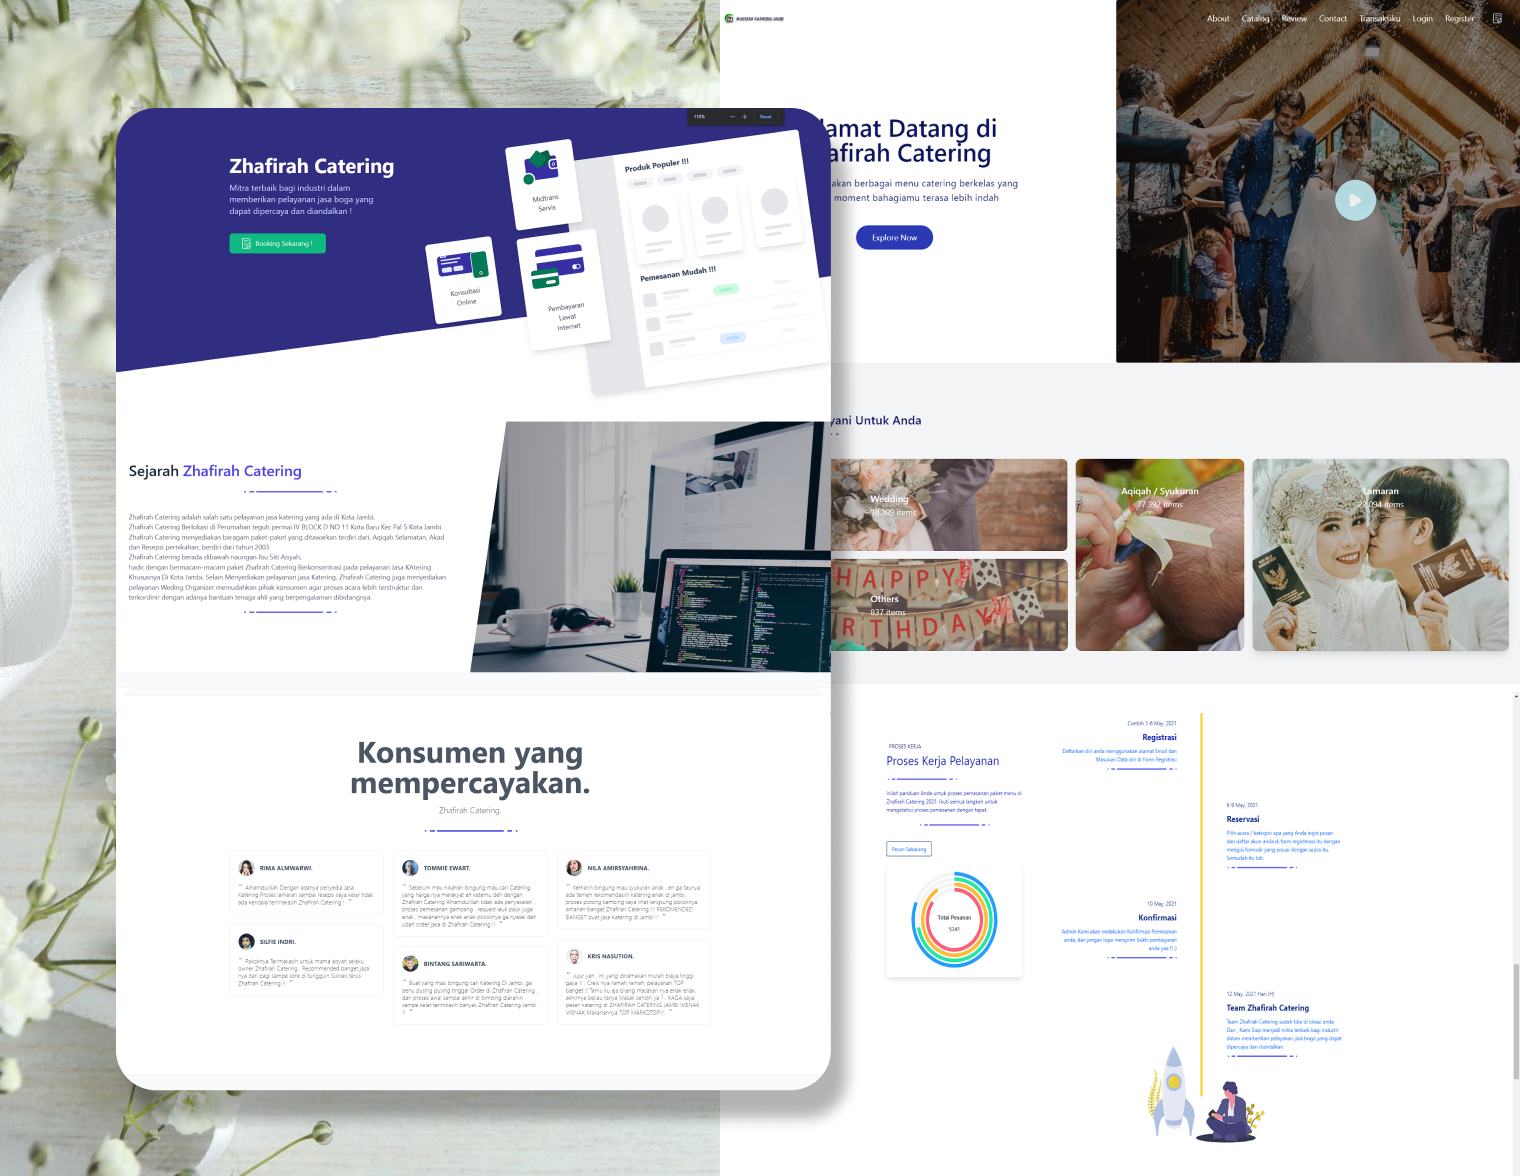 ZHAFIRAH CATERING JAMBI
About Catalog Review Contact Transaksiku Login Register
110% − + Reset
Zhafirah Catering
Mitra terbaik bagi industri dalam
memberikan pelayanan jasa boga yang
dapat dipercaya dan diandalkan !
Booking Sekarang !
Midtrans
Servis
Konsultasi
Online
Pembayaran
Lewat
Internet
Produk Populer !!!
Pemesanan Mudah !!!
lamat Datang di
afirah Catering
akan berbagai menu catering berkelas yang
moment bahagiamu terasa lebih indah
Explore Now
Sejarah Zhafirah Catering
Zhafirah Catering adalah salah satu pelayanan jasa katering yang ada di Kota Jambi.
Zhafirah Catering Berlokasi di Perumahan teguh permai IV BLOCK D NO 11 Kota Baru Kec Pal 5 Kota Jambi.
Zhafirah Catering menyediakan beragam paket-paket yang ditawarkan terdiri dari, Aqiqah Selamatan, Akad
dan Resepsi pernikahan, berdiri dari tahun 2003
Zhafirah Catering berada dibawah naungan Ibu Siti Aisyah,
hadir dengan bermacam-macam paket Zhafirah Catering Berkonsentrasi pada pelayanan Jasa KAtering
Khususnya Di Kota Jambi. Selain Menyediakan pelayanan jasa Katering, Zhafirah Catering juga menyediakan
pelayanan Weding Organizer memudahkan pihak konsumen agar proses acara lebih terstruktur dan
terkordinir dengan adanya bantuan tenaga ahli yang berpengalaman dibidangnya.
yani Untuk Anda
Wedding
18.309 items
Aqiqah / Syukuran
77.392 items
Lamaran
22.094 items
HAPPY
BIRTHDAY
Others
837 items
Konsumen yang
mempercayakan.
Zhafirah Catering.
RIMA ALMWARWI.
" Alhamdulillah Dengan adanya penyedia Jasa
Katering Proses lamaran sampai resepsi saya kelar tidak
ada kendala terimakasih Zhafirah Catering ! "
SILFIE INDRI.
" Pokoknya Terimakasih untuk mama aisyah selaku
owner Zhafirah Catering . Recommended banget jasa
nya dari pagi sampe sore di tungguin Sukses terus
Zhafirah Catering !! "
TOMMIE EWART.
" Sebelum mau nikahan bingung mau cari Catering
yang harga nya merakyat eh ketemu deh dengan
Zhafirah Catering Alhamdulillah tidak ada penyesalan ,
proses pemesanan gampang , request lauk pauk juga
enak , makanannya enak enak pokoknya ga nyesel deh
udah order jasa di Zhafirah Catering !! "
BINTANG SARIWARTA.
" Buat yang masi bingung cari Katering Di Jambi, ga
perlu pusing pusing tinggal Order di Zhafirah Catering ,
dari proses awal sampai akhir di bimbing diarahin
sampe kelar terimkasih banyak Zhafirah Catering Jambi
!! "
NILA AMIRSYAHRINA.
" Kemarin bingung mau syukuran anak , eh ga taunya
ada temen rekomendasiin katering enak di jambi,
proses potong kambing saya lihat langsung pokoknya
amanah banget Zhafirah Catering !!! REKOMENDED
BANGET buat jasa Katering di Jambi !!! "
KRIS NASUTION.
" Jujur yah , ini yang dinamakan murah biaya tinggi
gaya !! , Crew nya ramah ramah, pelayanan TOP
banget !! Tamu ku aja bilang masakan nya enak enak,
akhirnya beliau tanya Masak sendiri ya ? , KAGA saya
pesan katering di ZHAFIRAH CATERING JAMBI WENAK
WENAK Makanannya TOP MARKOTOP!!! "
PROSES KERJA
Proses Kerja Pelayanan
Inilah panduan Anda untuk proses pemesanan paket menu di
Zhafirah Catering 2021. Ikuti semua langkah untuk
mengetahui proses pemesanan dengan tepat.
Pesan Sekarang
Total Pesanan
5341
Contoh 1-6 May, 2021
Registrasi
Daftarkan diri anda menggunakan alamat Email dan
Masukan Data diri di Form Registrasi
6-9 May, 2021
Reservasi
Pilih acara / kategori apa yang Anda ingin pesan
dan daftar akun anda di form registerasi itu dengan
mengisi formulir yang sesuai dengan acara itu.
Semudah itu loh.
10 May, 2021
Konfirmasi
Admin Kami akan melakukan Konfirmasi Pemesanan
anda, dan jangan lupa mengirim bukti pembayaran
anda yaa !! :)
12 May, 2021 Hari (H)
Team Zhafirah Catering
Team Zhafirah Catering sudah tiba di lokasi anda
Dan , Kami Siap menjadi mitra terbaik bagi industri
dalam memberikan pelayanan jasa boga yang dapat
dipercaya dan diandalkan.